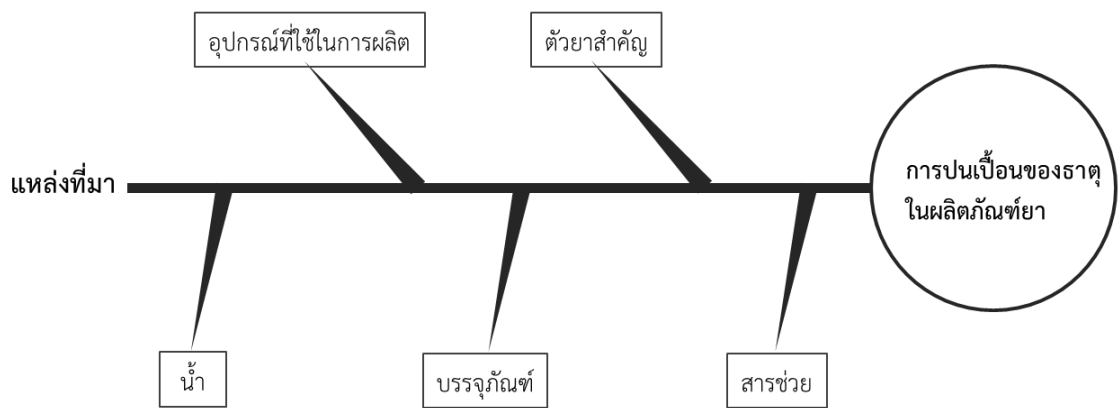 อุปกรณ์ที่ใช้ในการผลิต
ตัวยาสำคัญ
แหล่งที่มา
การปนเปื้อนของธาตุ
ในผลิตภัณฑ์ยา
น้ำ
บรรจุภัณฑ์
สารช่วย